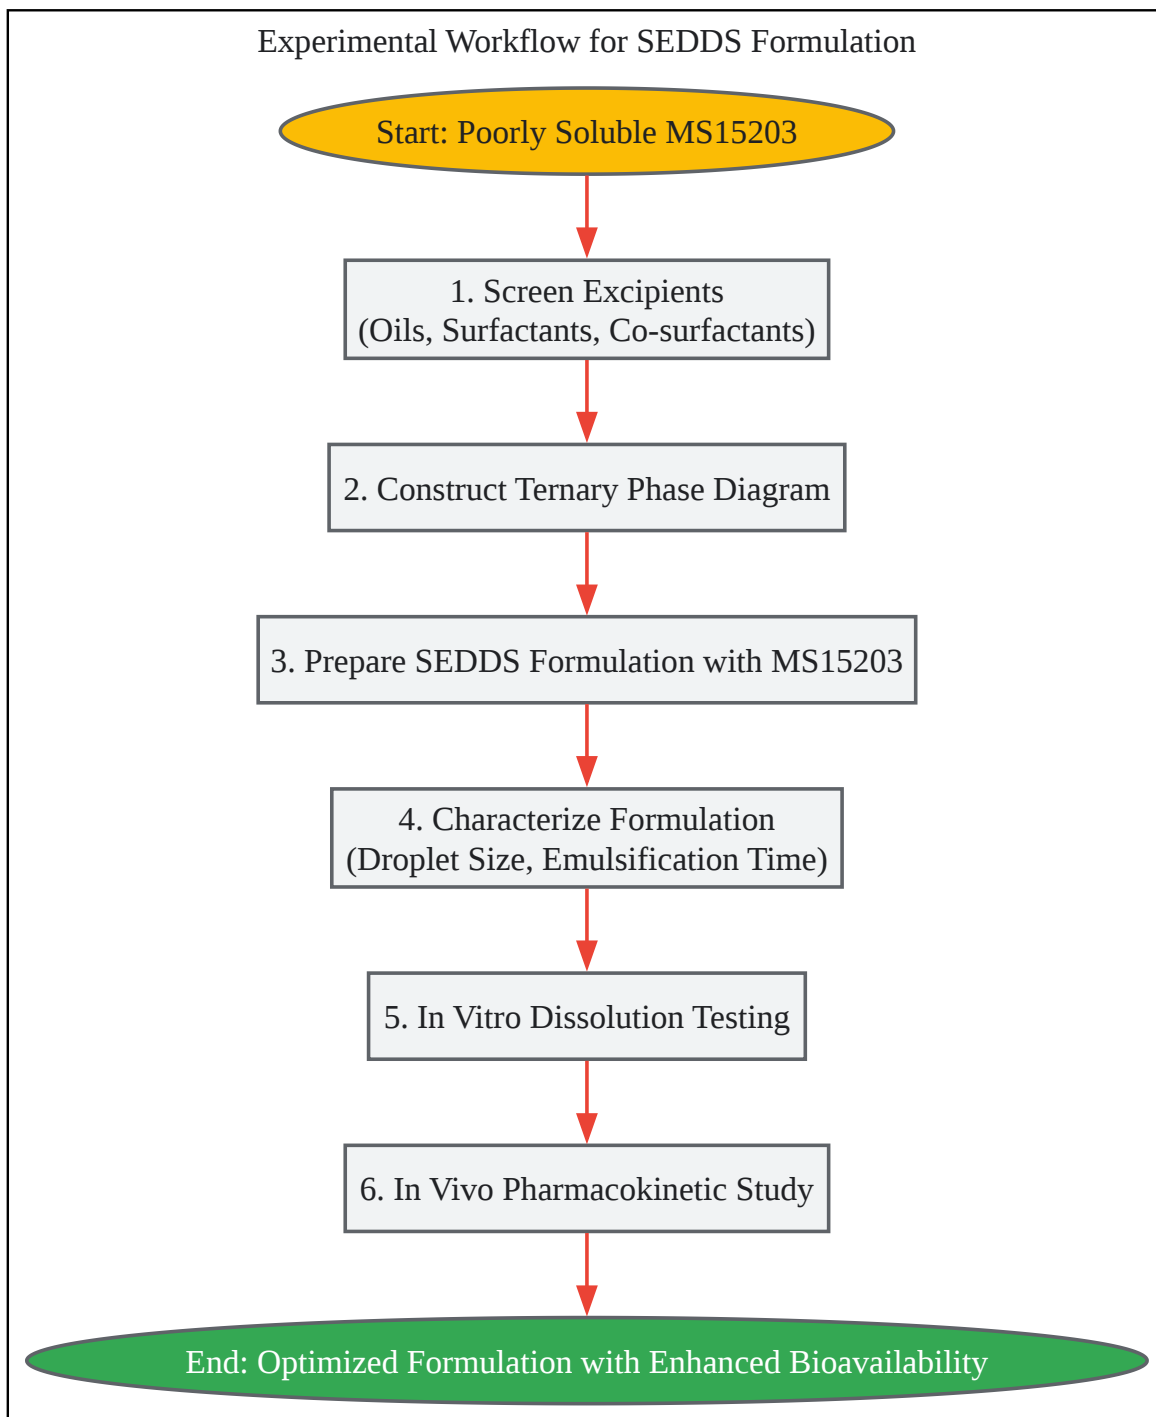 Experimental Workflow for SEDDS Formulation
Start: Poorly Soluble MS15203
1. Screen Excipients
(Oils, Surfactants, Co-surfactants)
2. Construct Ternary Phase Diagram
3. Prepare SEDDS Formulation with MS15203
4. Characterize Formulation
(Droplet Size, Emulsification Time)
5. In Vitro Dissolution Testing
6. In Vivo Pharmacokinetic Study
End: Optimized Formulation with Enhanced Bioavailability